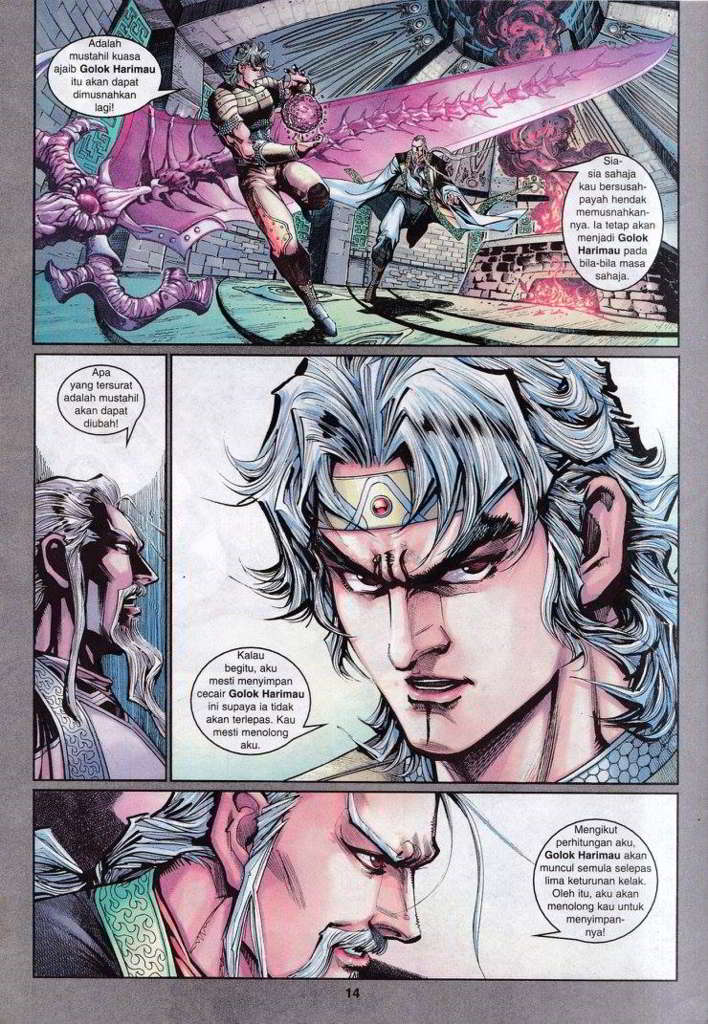 Adalah
mustahil kuasa
ajaib Golok Harimau
itu akan dapat
dimusnahkan
lagi!
Sia-
sia sahaja
kau bersusah-
payah hendak
memusnahkan-
nya. Ia tetap akan
menjadi Golok
Harimau pada
bila-bila masa
sahaja.
Apa
yang tersurat
adalah mustahil
akan dapat
diubah!
Kalau
begitu, aku
mesti menyimpan
cecair Golok Harimau
ini supaya ia tidak
akan terlepas. Kau
mesti menolong
aku.
Mengikut
perhitungan aku,
Golok Harimau akan
muncul semula selepas
lima keturunan kelak.
Oleh itu, aku akan
menolong kau untuk
menyimpan-
nya!
14